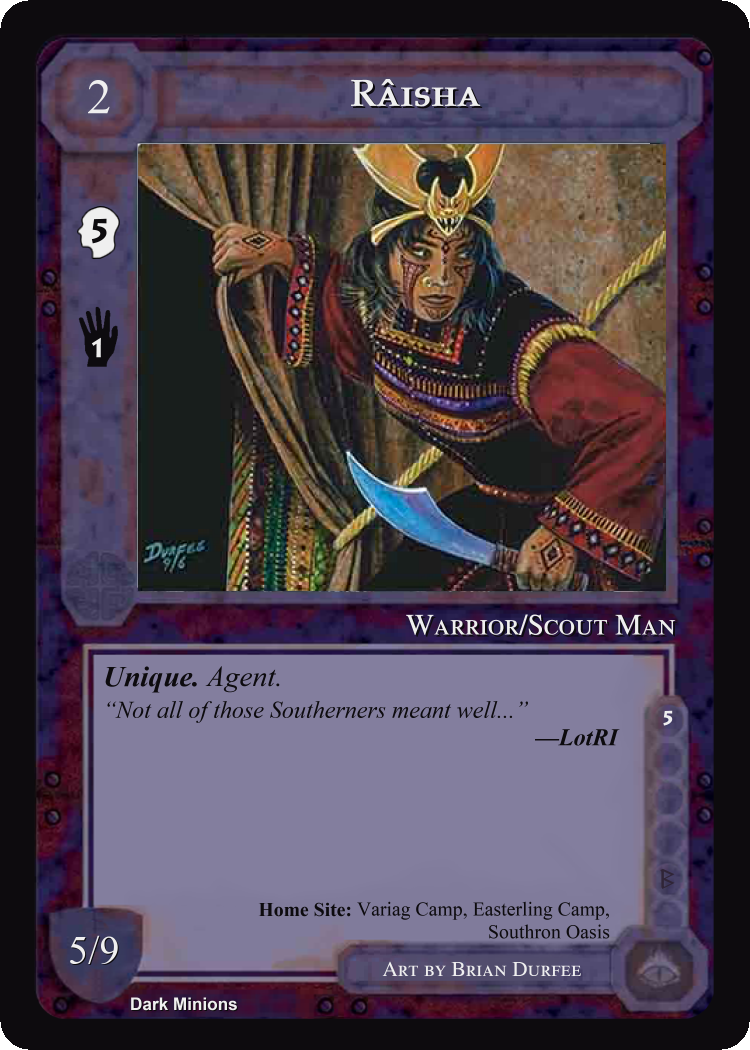 2
RÂISHA
5
1
DURFEE
9/6
WARRIOR/SCOUT MAN
Unique. Agent.
“Not all of those Southerners meant well...”
—LotRI
5
Home Site: Variag Camp, Easterling Camp,
Southron Oasis
5/9
ART BY BRIAN DURFEE
Dark Minions